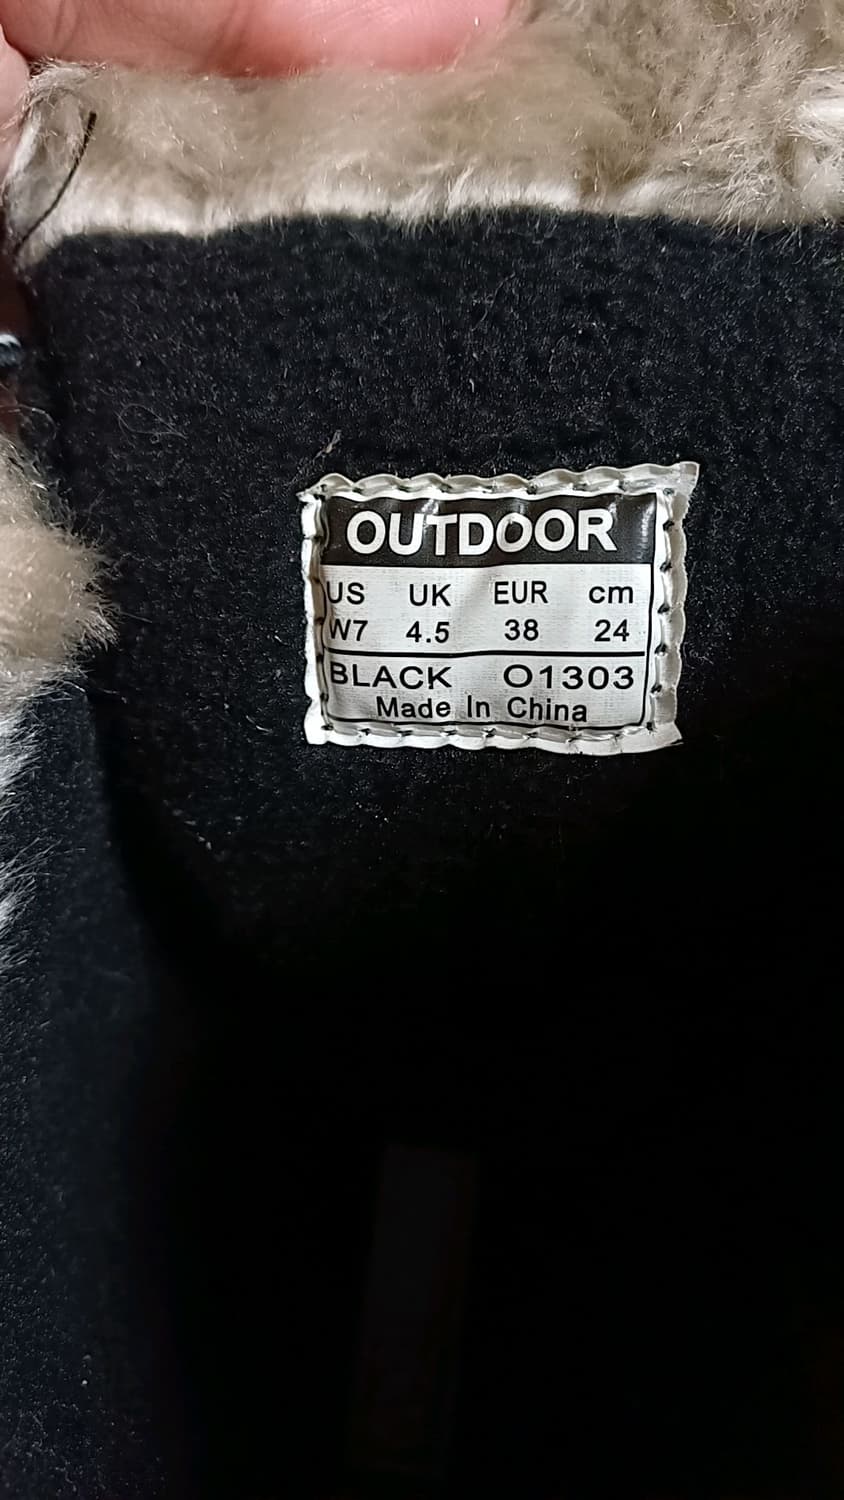 OUTDOOR
US UK EUR cm
W7 4.5 38 24
BLACK O1303
Made In China